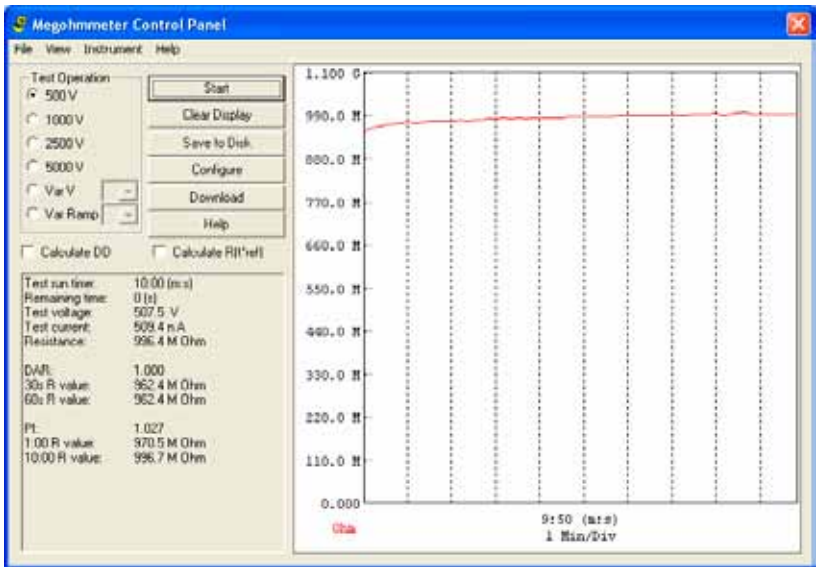 Megohmmeter Control Panel
File View Instrument Help
Test Operation
500 V
1000 V
2500 V
5000 V
Var V
Var Ramp
Start
Clear Display
Save to Disk
Configure
Download
Help
Calculate DD
Calculate R(t°ref)
Test run time: 10:00 (m:s)
Remaining time: 0 (s)
Test voltage: 507.5 V
Test current: 509.4 nA
Resistance: 996.4 M Ohm
DAR: 1.000
30s R value: 962.4 M Ohm
60s R value: 962.4 M Ohm
PI: 1.027
1:00 R value: 970.5 M Ohm
10:00 R value: 996.7 M Ohm
1.100 G
990.0 M
880.0 M
770.0 M
660.0 M
550.0 M
440.0 M
330.0 M
220.0 M
110.0 M
0.000
Ohm
9:50 (m:s)
1 Min/Div